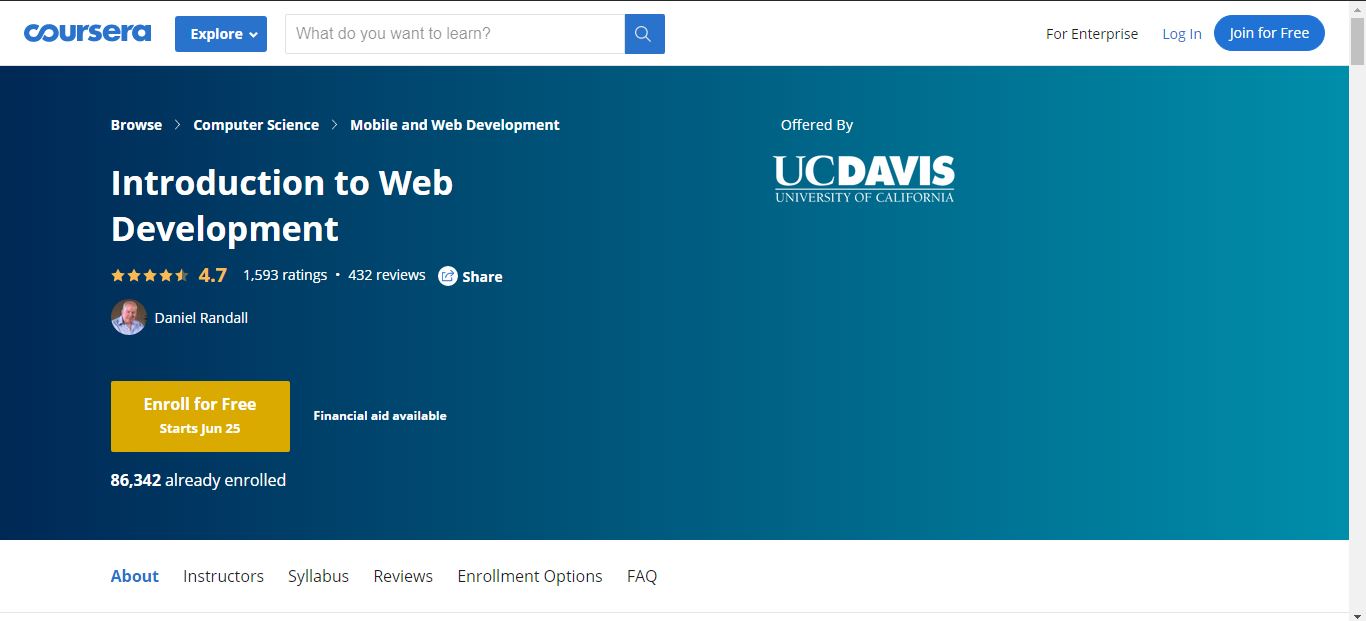 coursera Explore What do you want to learn? For Enterprise Log In Join for Free
Browse > Computer Science > Mobile and Web Development
Offered By
UCDAVIS
UNIVERSITY OF CALIFORNIA
Introduction to Web
Development
4.7 1,593 ratings • 432 reviews Share
Daniel Randall
Enroll for Free
Starts Jun 25
Financial aid available
86,342 already enrolled
About Instructors Syllabus Reviews Enrollment Options FAQ